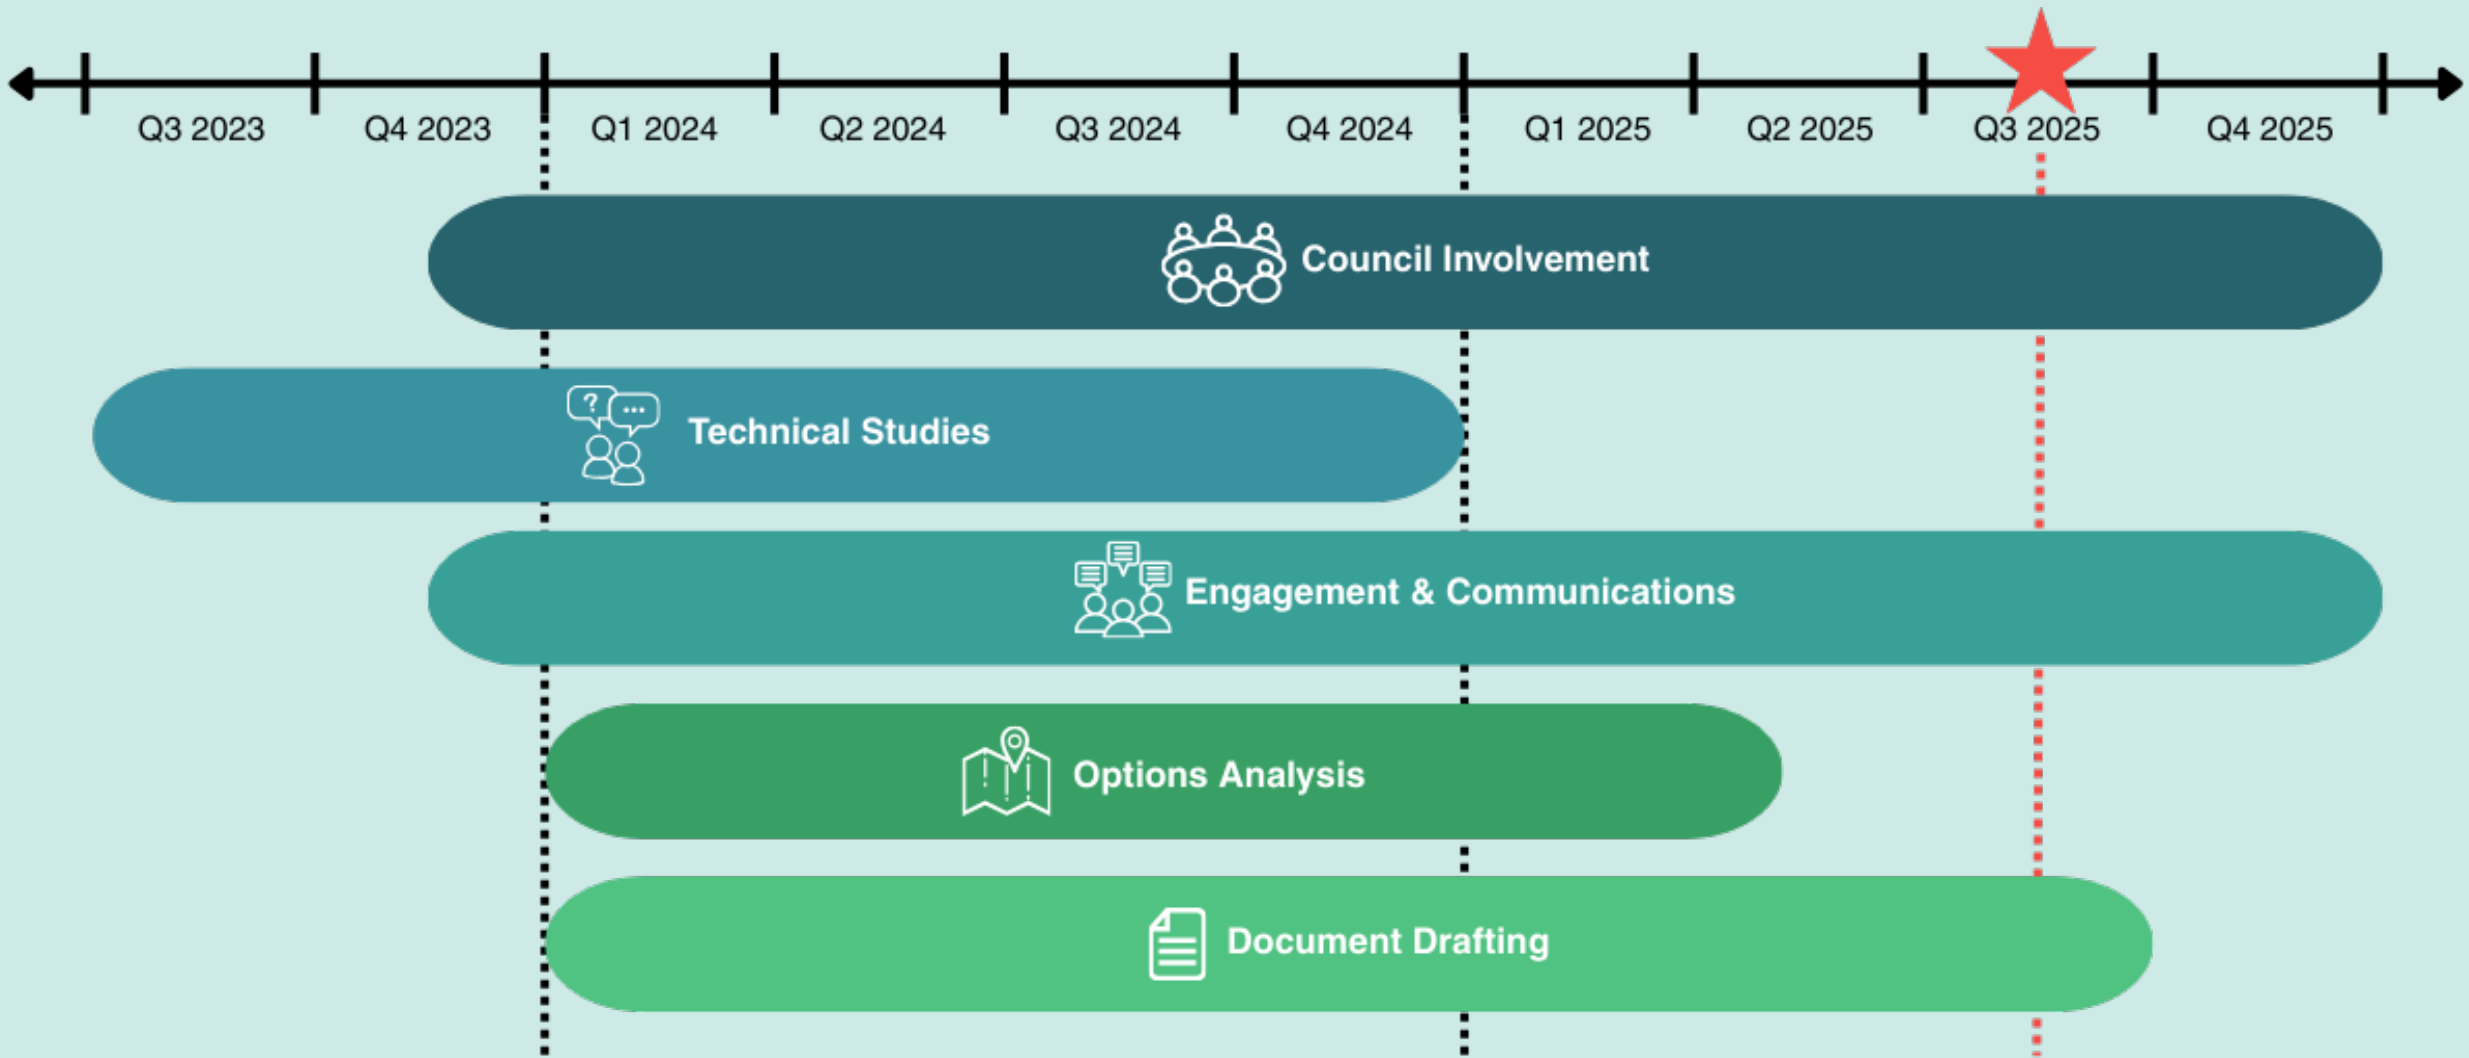 Q3 2023 Q4 2023 Q1 2024 Q2 2024 Q3 2024 Q4 2024 Q1 2025 Q2 2025 Q3 2025 Q4 2025
Council Involvement
? ...
Technical Studies
Engagement & Communications
Options Analysis
Document Drafting